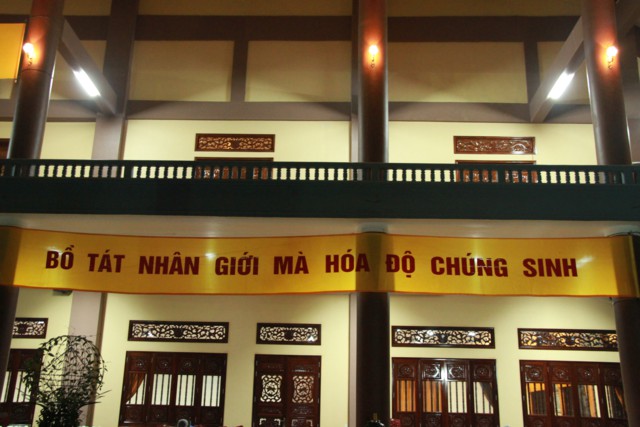 BỒ TÁT NHÂN GIỚI MÀ HÓA ĐỘ CHÚNG SINH